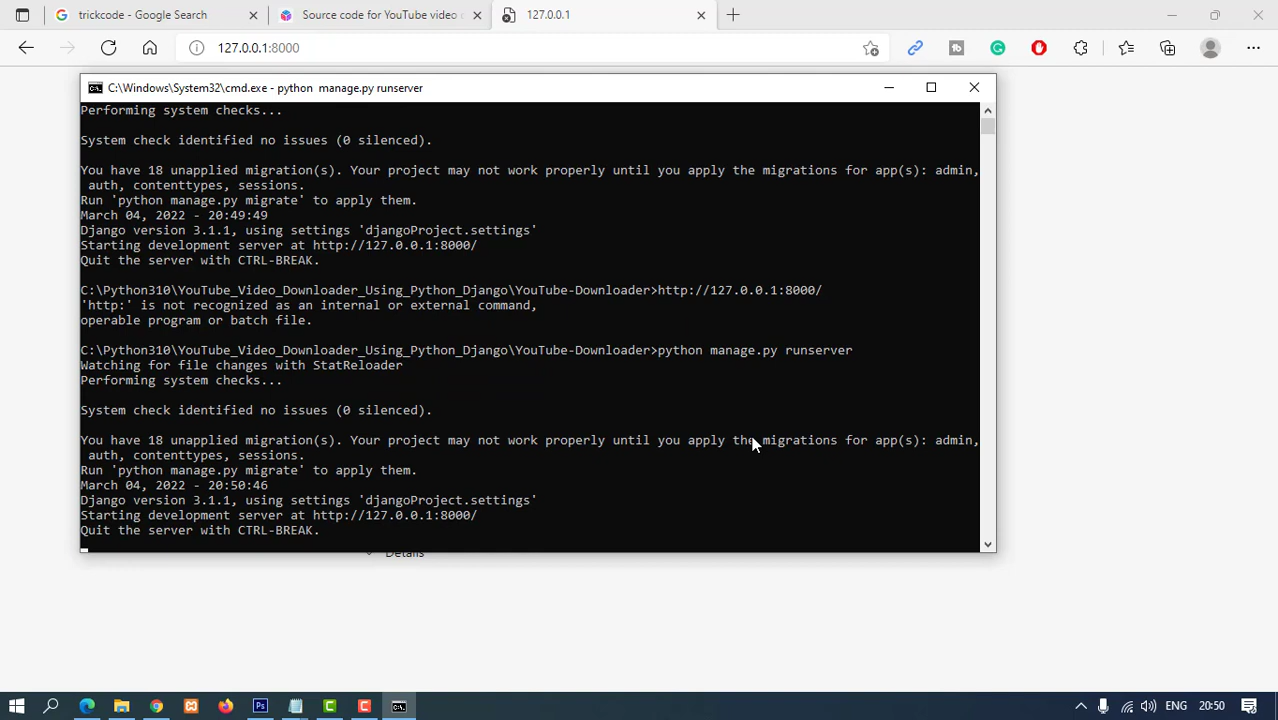 trickcode - Google Search
Source code for YouTube video
127.0.0.1
127.0.0.1:8000
C:\Windows\System32\cmd.exe - python  manage.py runserver
Performing system checks...
System check identified no issues (0 silenced).
You have 18 unapplied migration(s). Your project may not work properly until you apply the migrations for app(s): admin,
auth, contenttypes, sessions.
Run 'python manage.py migrate' to apply them.
March 04, 2022 - 20:49:49
Django version 3.1.1, using settings 'djangoProject.settings'
Starting development server at http://127.0.0.1:8000/
Quit the server with CTRL-BREAK.
C:\Python310\YouTube_Video_Downloader_Using_Python_Django\YouTube-Downloader>http://127.0.0.1:8000/
'http:' is not recognized as an internal or external command,
operable program or batch file.
C:\Python310\YouTube_Video_Downloader_Using_Python_Django\YouTube-Downloader>python manage.py runserver
Watching for file changes with StatReloader
Performing system checks...
System check identified no issues (0 silenced).
You have 18 unapplied migration(s). Your project may not work properly until you apply the migrations for app(s): admin,
auth, contenttypes, sessions.
Run 'python manage.py migrate' to apply them.
March 04, 2022 - 20:50:46
Django version 3.1.1, using settings 'djangoProject.settings'
Starting development server at http://127.0.0.1:8000/
Quit the server with CTRL-BREAK.
Details
Ps
C
C
ENG
20:50